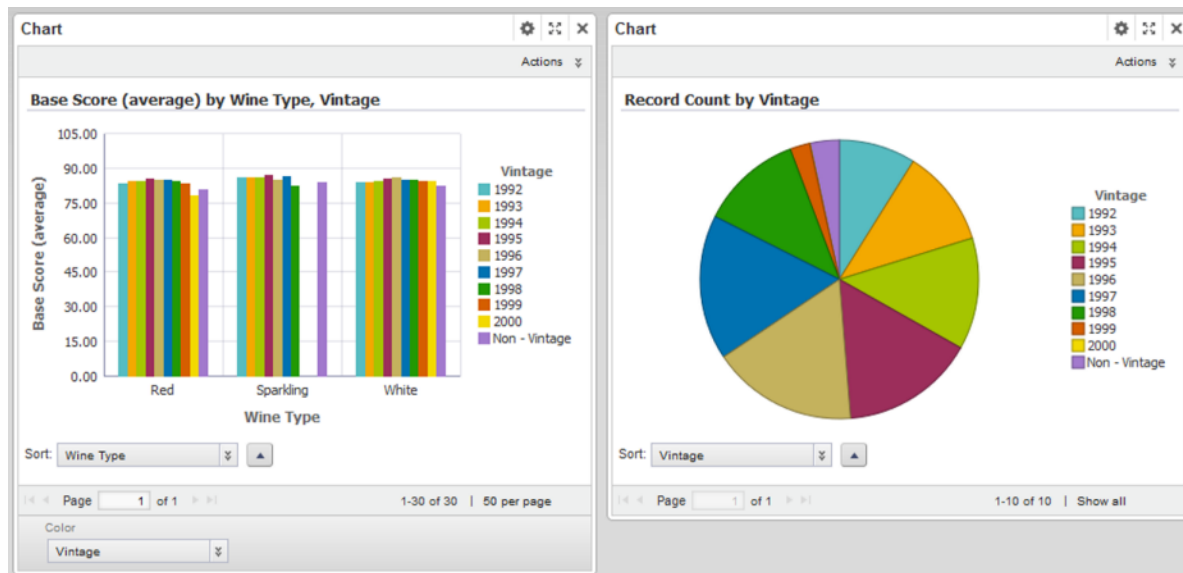 Chart
Actions
Base Score (average) by Wine Type, Vintage
105.00
90.00
75.00
60.00
45.00
30.00
15.00
0.00
Base Score (average)
Red
Sparkling
White
Wine Type
Vintage
1992
1993
1994
1995
1996
1997
1998
1999
2000
Non - Vintage
Sort: Wine Type
Page 1 of 1 1-30 of 30 | 50 per page
Color
Vintage
Chart
Actions
Record Count by Vintage
Vintage
1992
1993
1994
1995
1996
1997
1998
1999
2000
Non - Vintage
Sort: Vintage
Page 1 of 1 1-10 of 10 | Show all